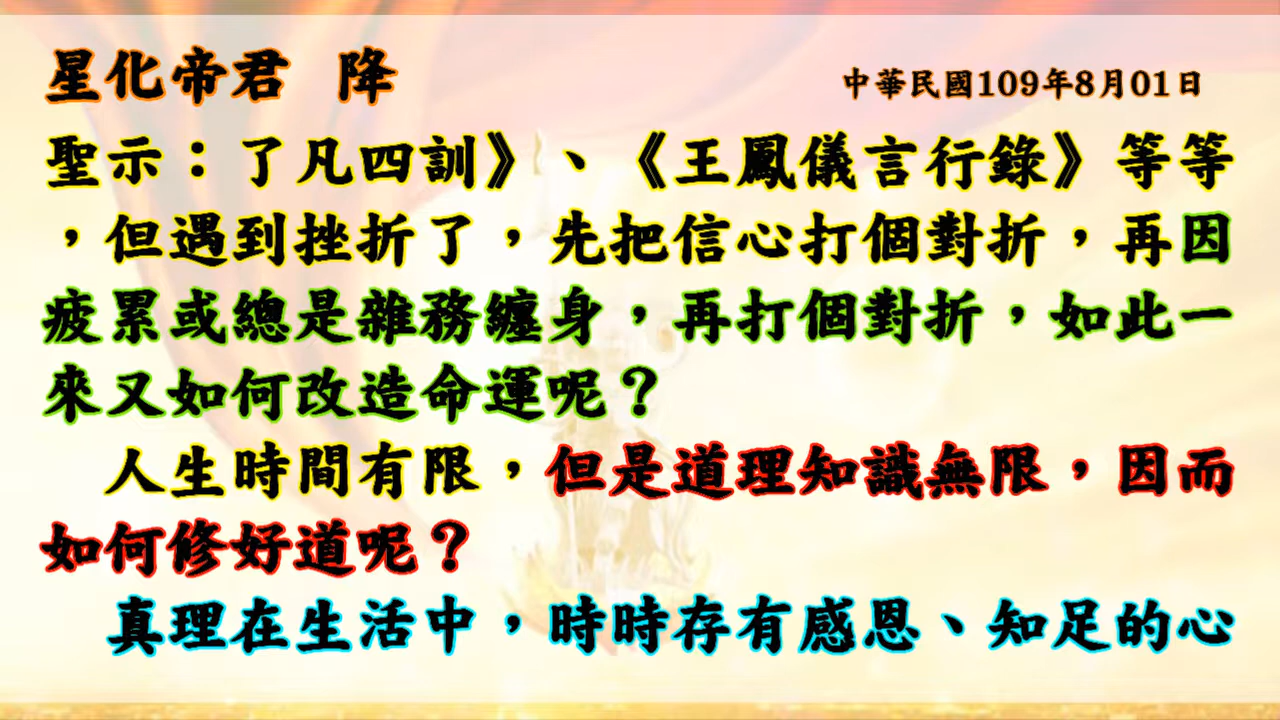 星化帝君　降
中華民國109年8月01日
聖示：了凡四訓》、《王鳳儀言行錄》等等
，但遇到挫折了，先把信心打個對折，再因
疲累或總是雜務纏身，再打個對折，如此一
來又如何改造命運呢？
人生時間有限，但是道理知識無限，因而
如何修好道呢？
真理在生活中，時時存有感恩、知足的心